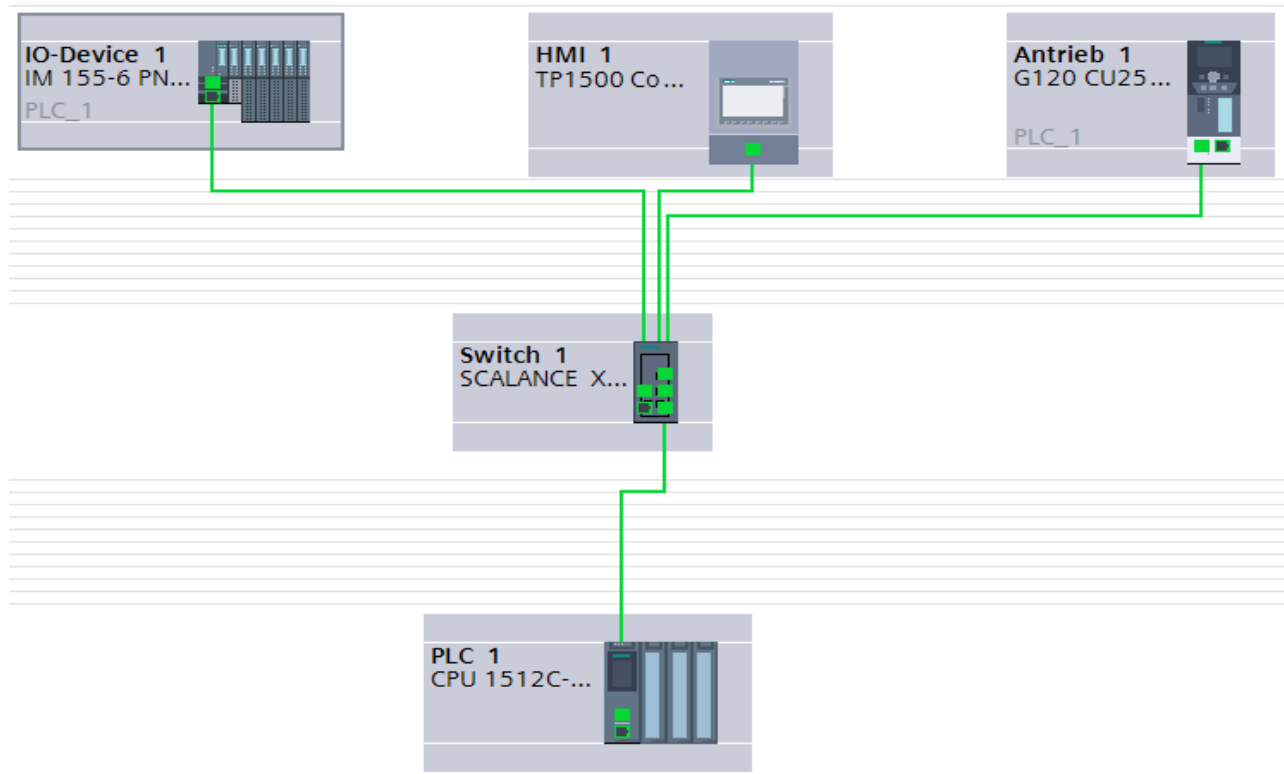 IO-Device_1
IM 155-6 PN...
PLC_1
HMI_1
TP1500 Co...
Antrieb_1
G120 CU25...
PLC_1
Switch_1
SCALANCE X...
PLC_1
CPU 1512C-...